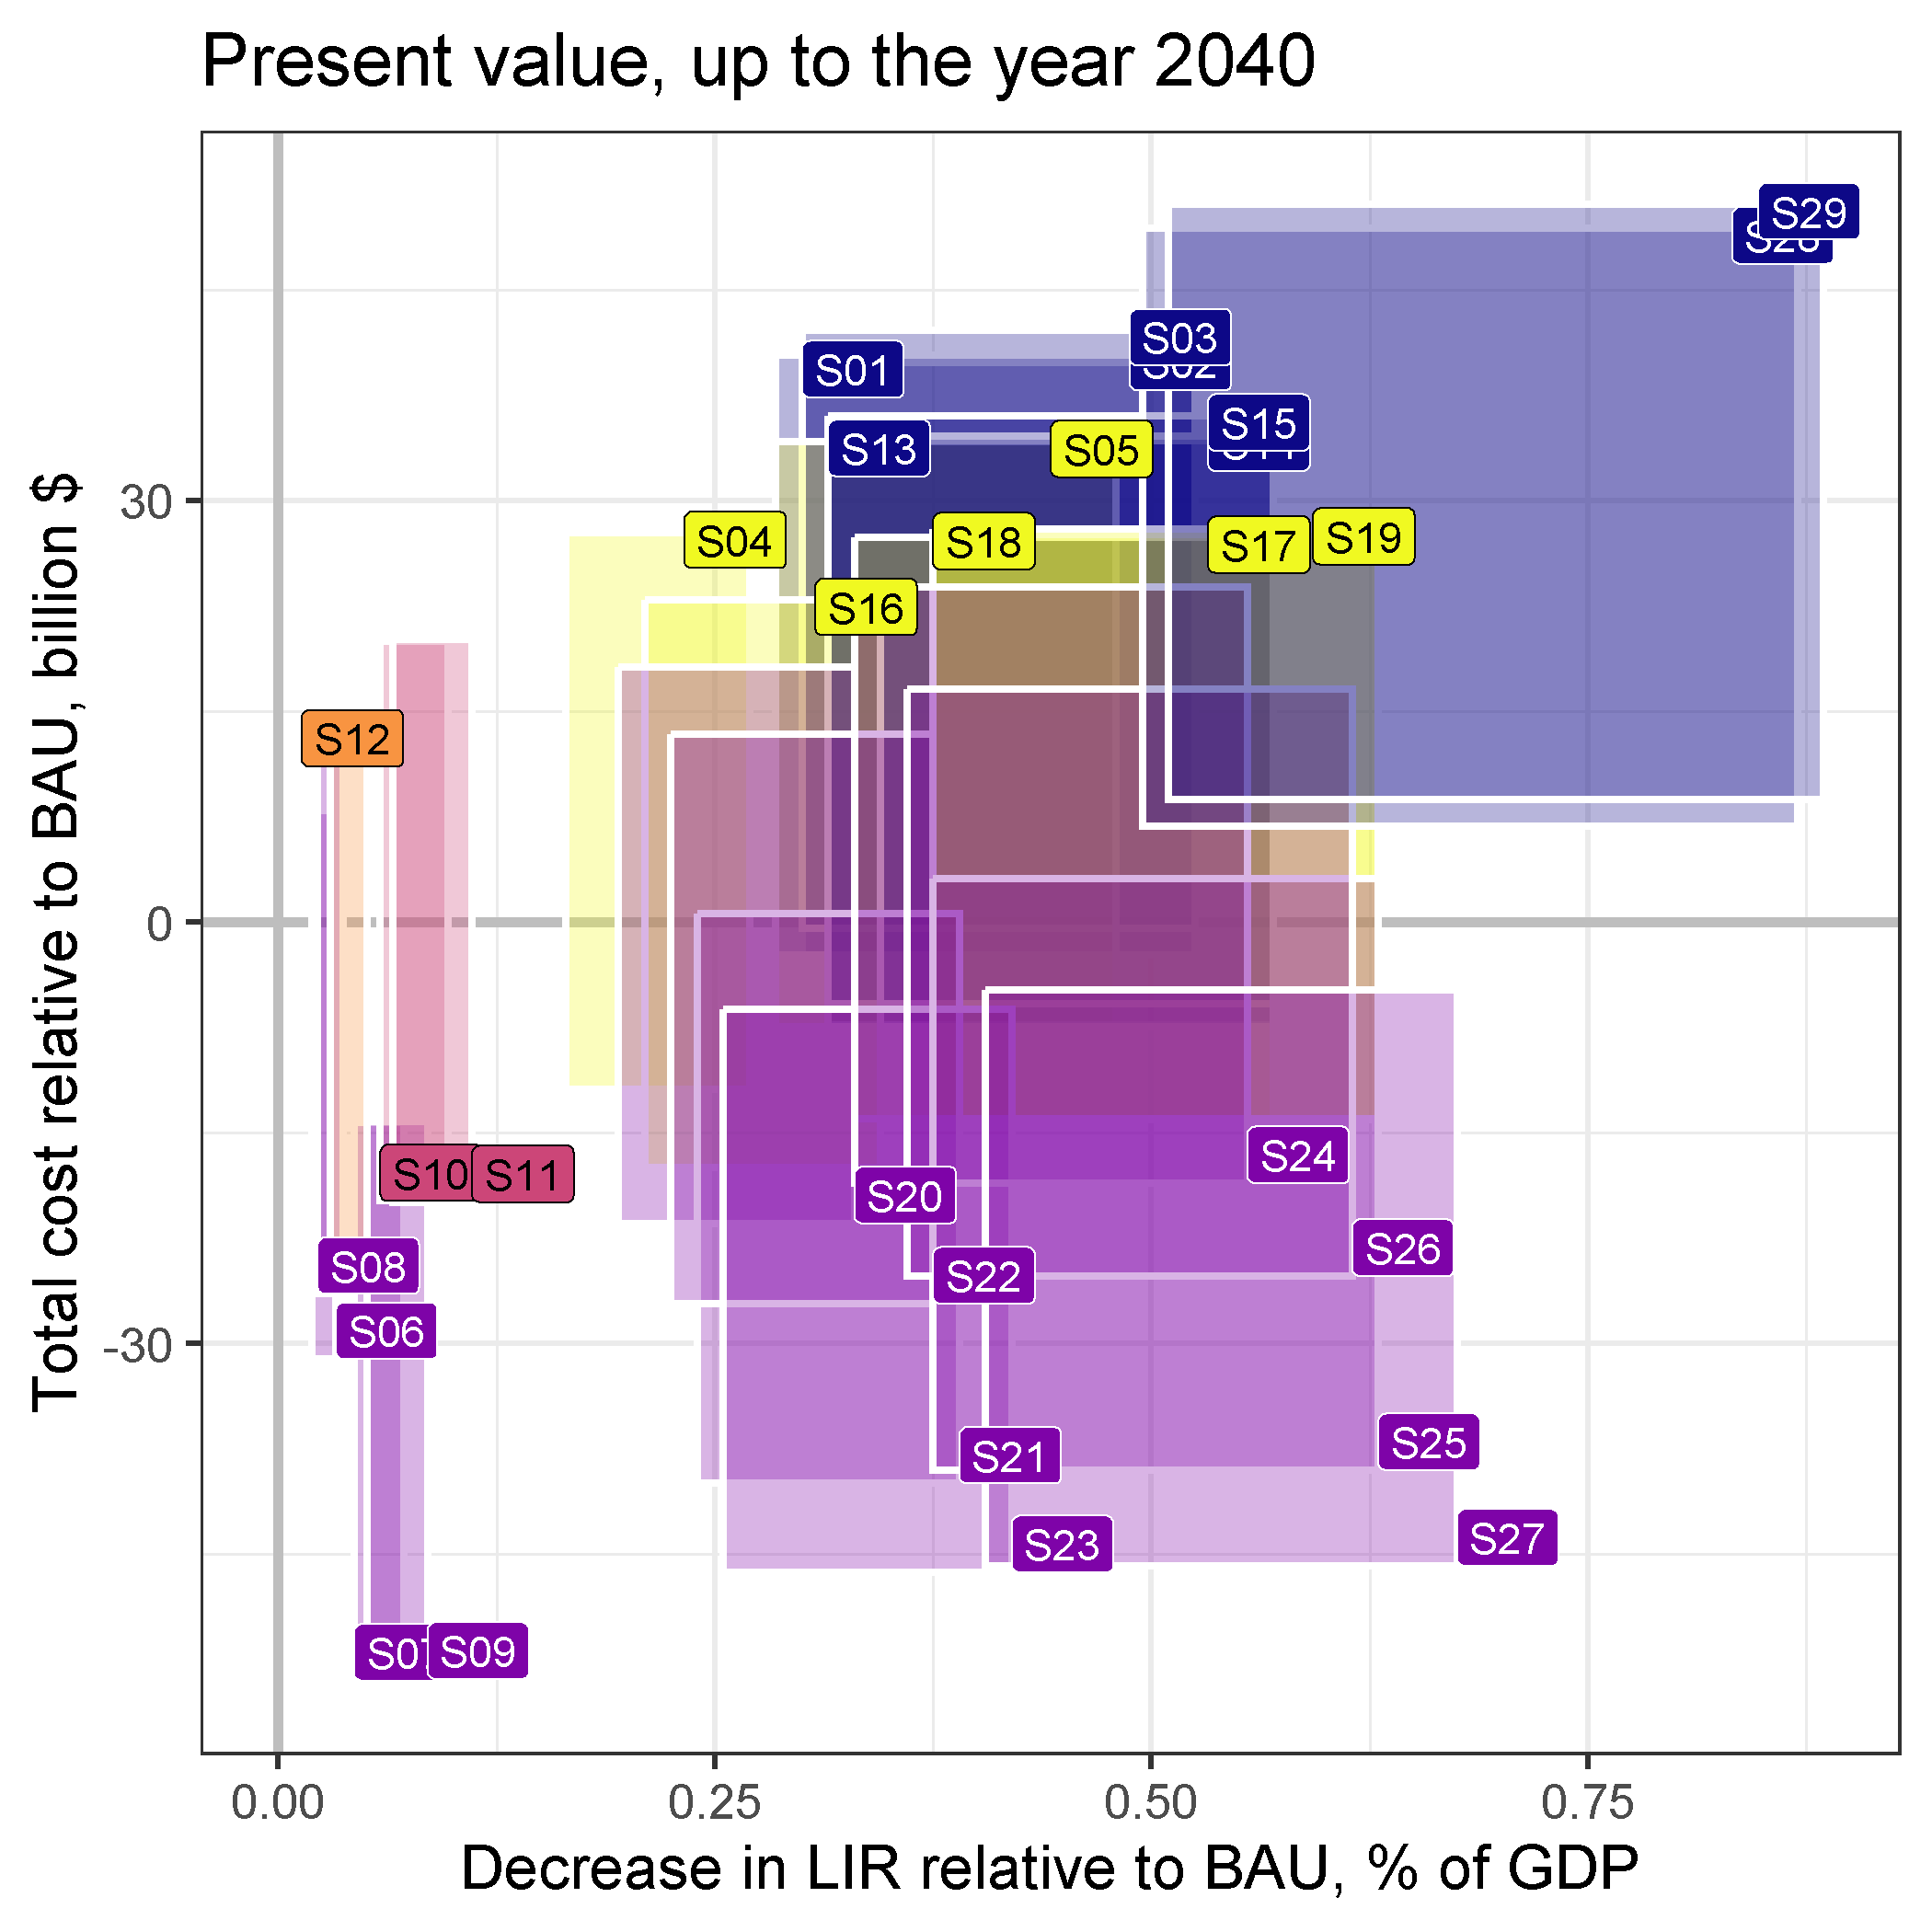 Present value, up to the year 2040
Total cost relative to BAU, billion $
30
0
-30
S29
S28
S03
S02
S01
S15
S13
S05
S04
S18
S17
S19
S16
S12
S10
S11
S24
S20
S26
S08
S22
S06
S25
S21
S27
S23
S07
S09
0.00
0.25
0.50
0.75
Decrease in LIR relative to BAU, % of GDP